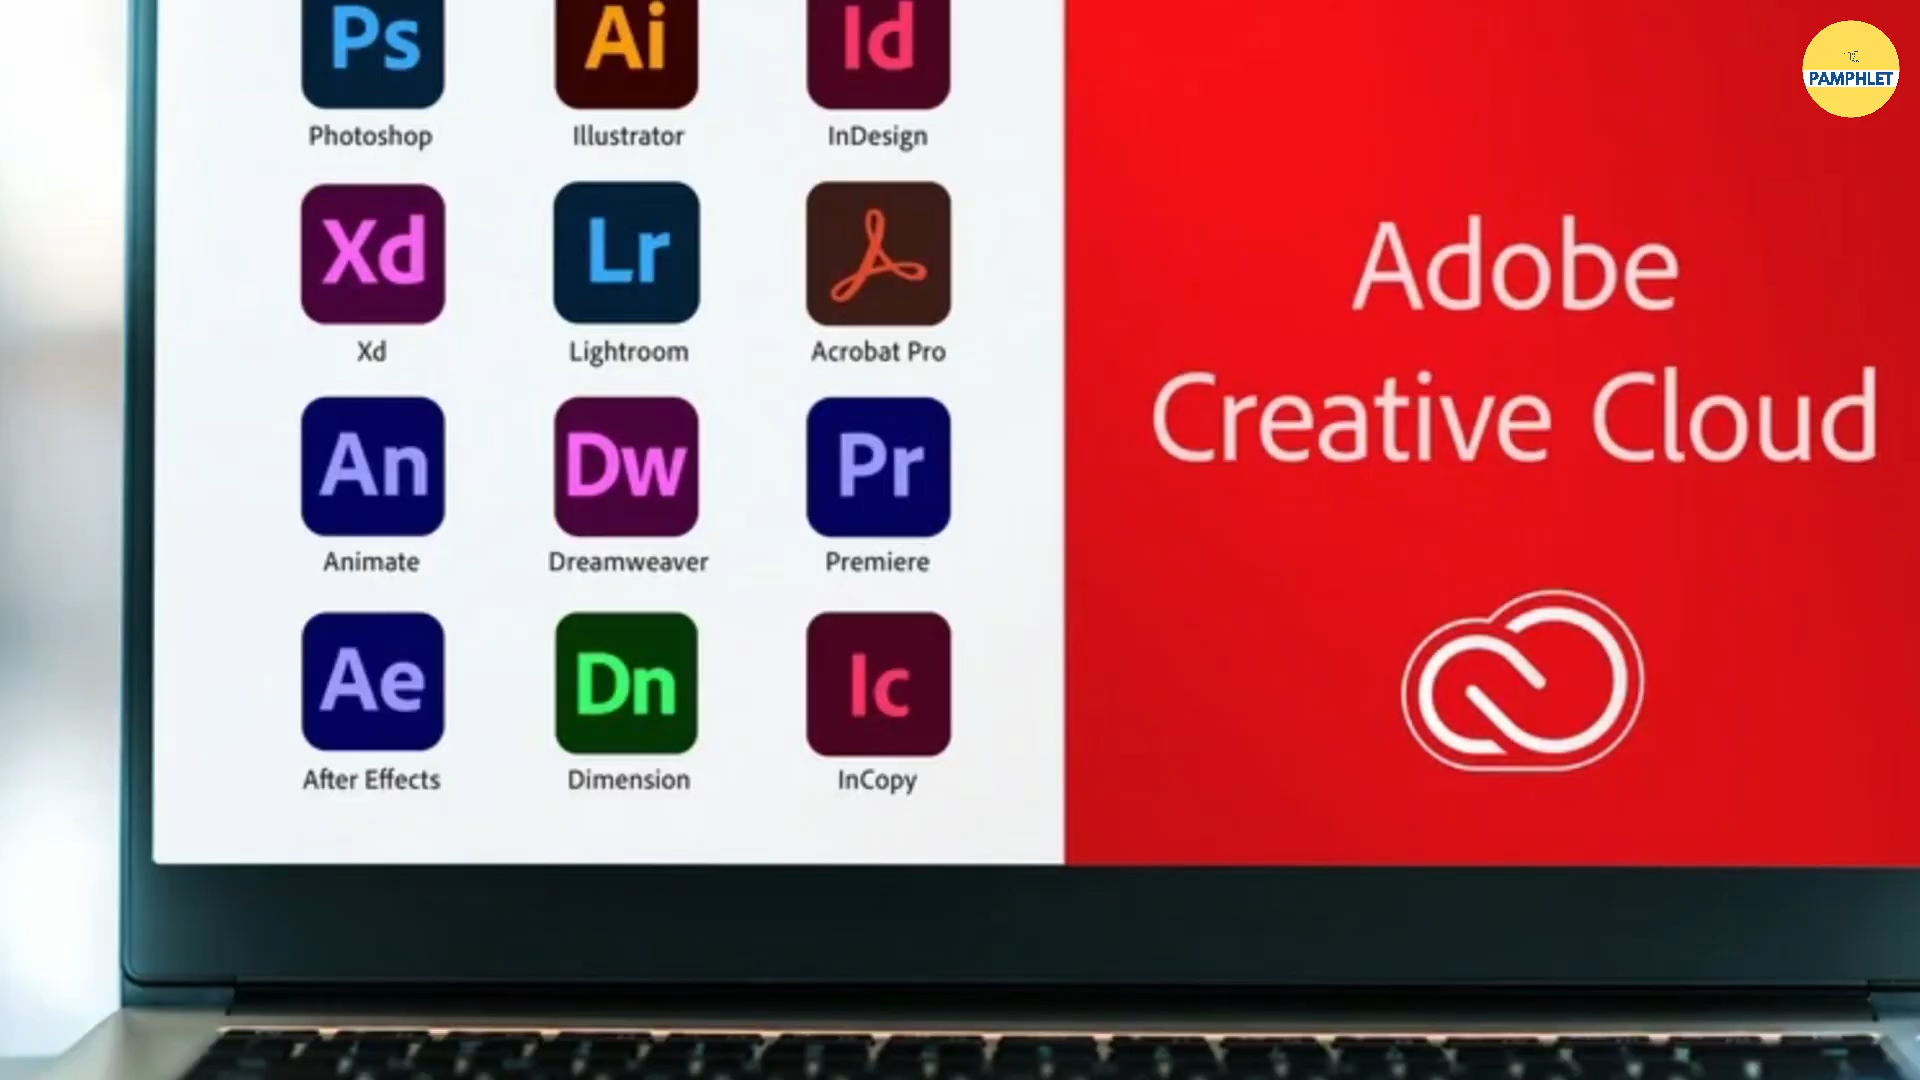 Ps Ai Id
Photoshop Illustrator InDesign
Xd Lr
Xd Lightroom Acrobat Pro
An Dw Pr
Animate Dreamweaver Premiere
Ae Dn Ic
After Effects Dimension InCopy
Adobe
Creative Cloud
PAMPHLET